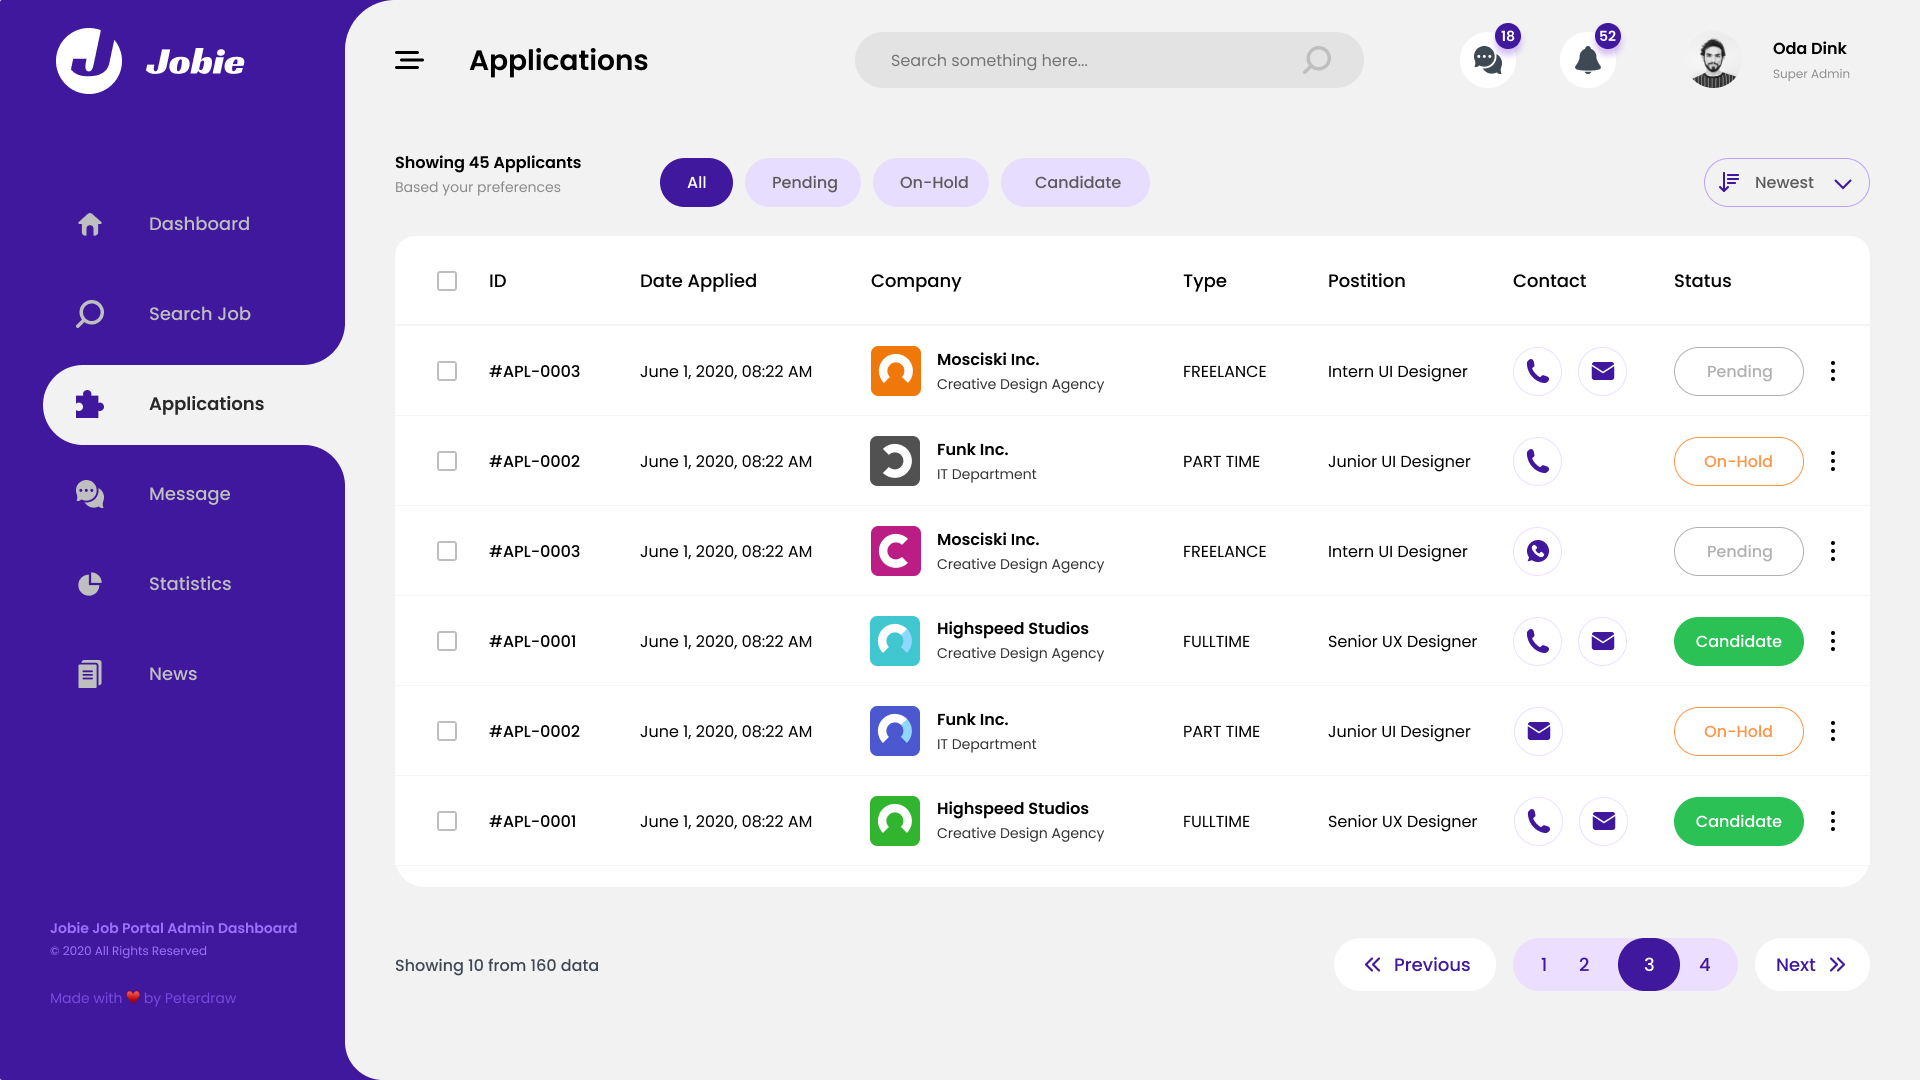 Jobie
Dashboard
Search Job
Applications
Message
Statistics
News
Jobie Job Portal Admin Dashboard
© 2020 All Rights Reserved
Made with ❤️ by Peterdraw
Applications
Search something here...
18
52
Oda Dink
Super Admin
Showing 45 Applicants
Based your preferences
All
Pending
On-Hold
Candidate
Newest
ID Date Applied Company Type Postition Contact Status
#APL-0003 June 1, 2020, 08:22 AM Mosciski Inc. FREELANCE Intern UI Designer Pending
Creative Design Agency
#APL-0002 June 1, 2020, 08:22 AM Funk Inc. PART TIME Junior UI Designer On-Hold
IT Department
#APL-0003 June 1, 2020, 08:22 AM Mosciski Inc. FREELANCE Intern UI Designer Pending
Creative Design Agency
#APL-0001 June 1, 2020, 08:22 AM Highspeed Studios FULLTIME Senior UX Designer Candidate
Creative Design Agency
#APL-0002 June 1, 2020, 08:22 AM Funk Inc. PART TIME Junior UI Designer On-Hold
IT Department
#APL-0001 June 1, 2020, 08:22 AM Highspeed Studios FULLTIME Senior UX Designer Candidate
Creative Design Agency
Showing 10 from 160 data
Previous
1 2 3 4
Next